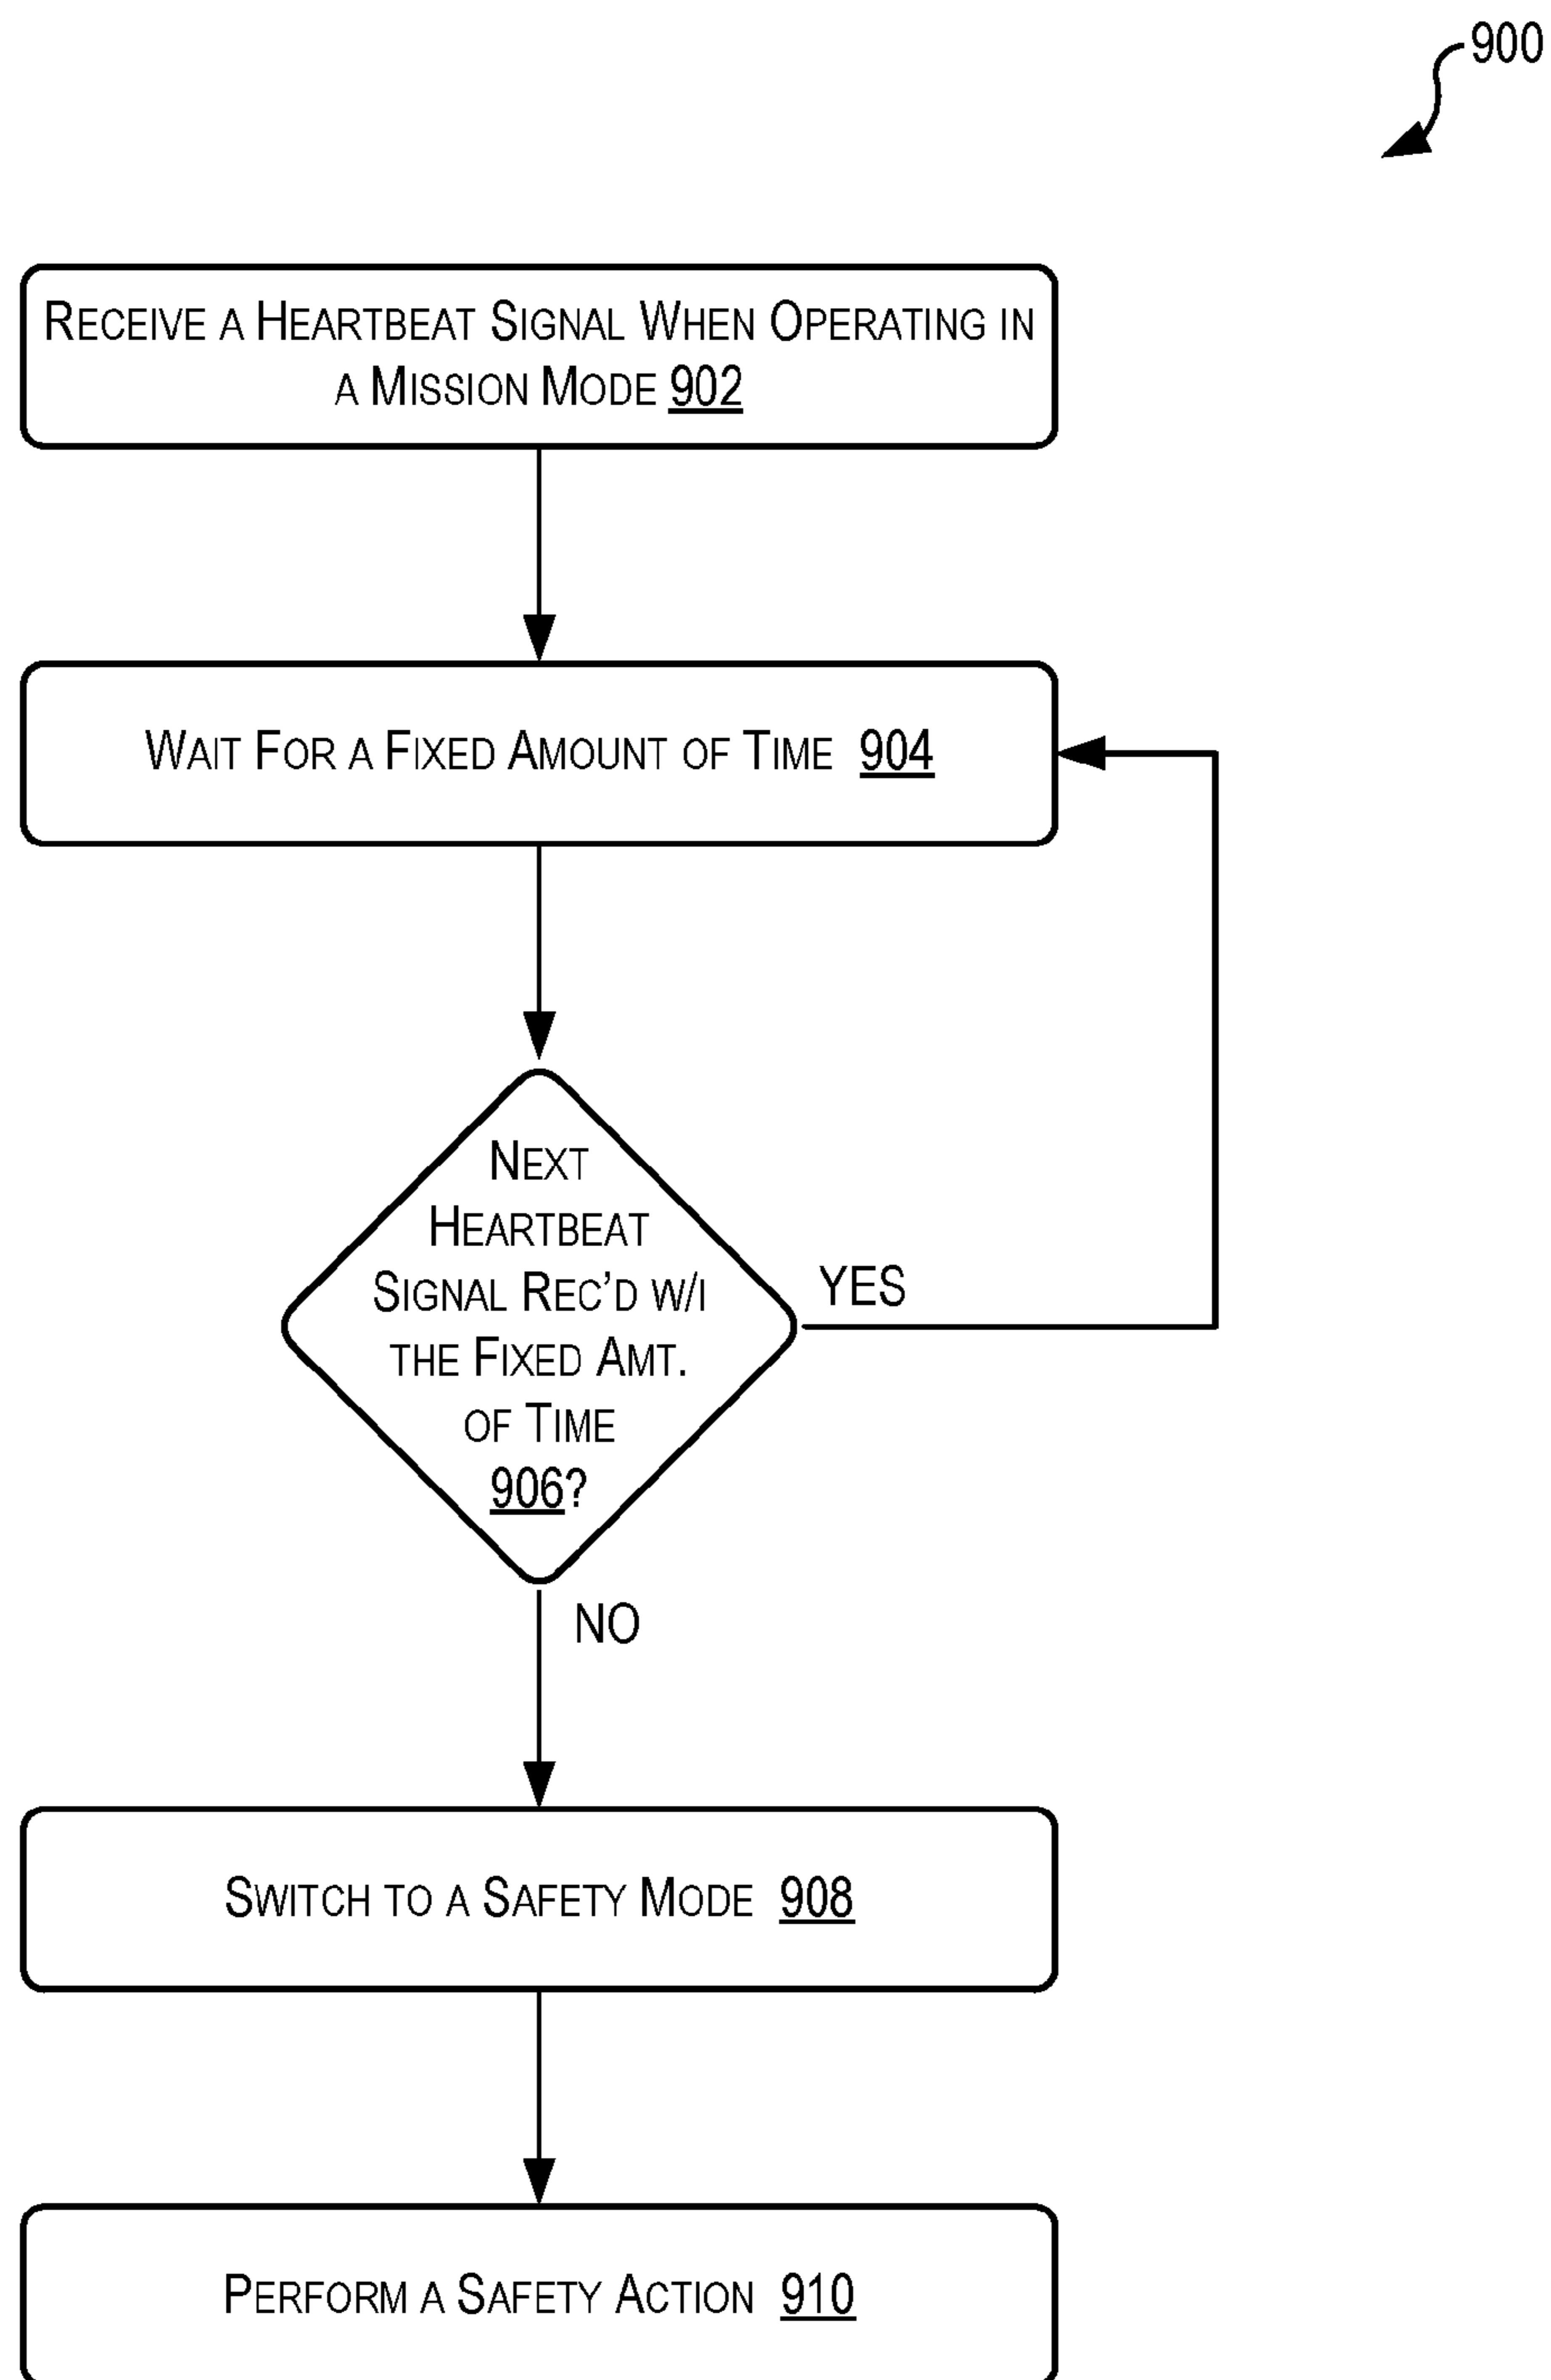 900
Receive a Heartbeat Signal When Operating in
a Mission Mode 902
Wait For a Fixed Amount of Time 904
Next
Heartbeat
Signal Rec’d w/i
the Fixed Amt.
of Time
906?
YES
NO
Switch to a Safety Mode 908
Perform a Safety Action 910